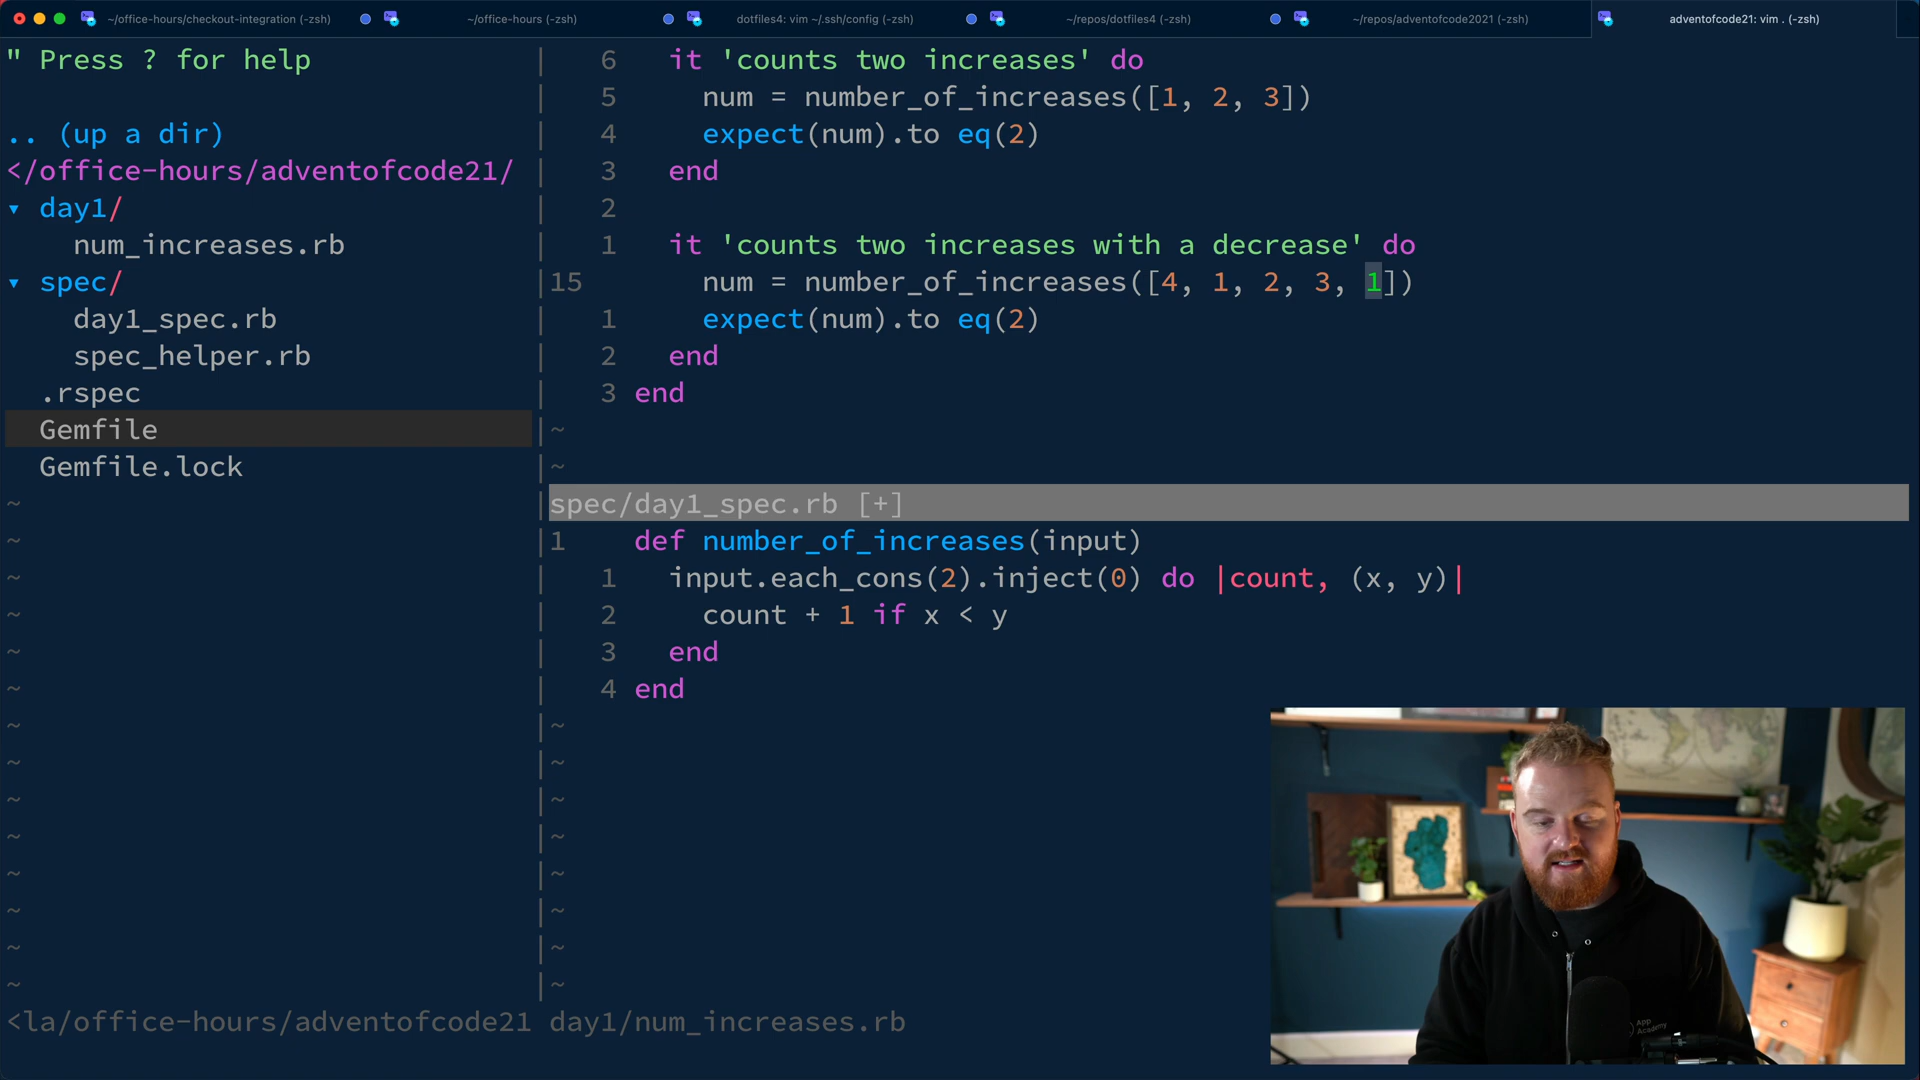 ~/office-hours/checkout-integration (-zsh)
~/office-hours (-zsh)
dotfiles4: vim ~/.ssh/config (-zsh)
~/repos/dotfiles4 (-zsh)
~/repos/adventofcode2021 (-zsh)
adventofcode21: vim . (-zsh)
" Press ? for help
.. (up a dir)
</office-hours/adventofcode21/
▾ day1/
num_increases.rb
▾ spec/
day1_spec.rb
spec_helper.rb
.rspec
Gemfile
Gemfile.lock
~
~
~
~
~
~
~
~
~
~
~
~
~
~
<la/office-hours/adventofcode21
6 it 'counts two increases' do
5 num = number_of_increases([1, 2, 3])
4 expect(num).to eq(2)
3 end
2
1 it 'counts two increases with a decrease' do
15 num = number_of_increases([4, 1, 2, 3, 1])
1 expect(num).to eq(2)
2 end
3 end
~
~
spec/day1_spec.rb [+]
1 def number_of_increases(input)
1 input.each_cons(2).inject(0) do |count, (x, y)|
2 count + 1 if x < y
3 end
4 end
~
~
~
~
~
~
~
~
day1/num_increases.rb
App
Academy